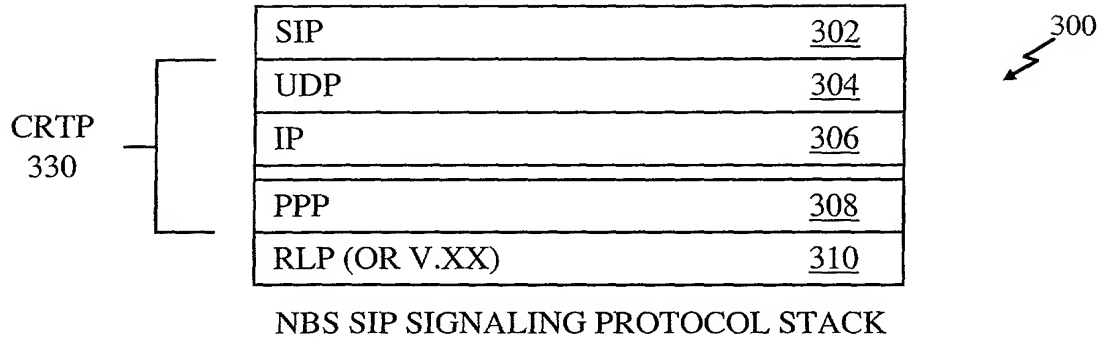 SIP 302
300
UDP 304
CRTP
330
IP 306
PPP 308
RLP (OR V.XX) 310
NBS SIP SIGNALING PROTOCOL STACK